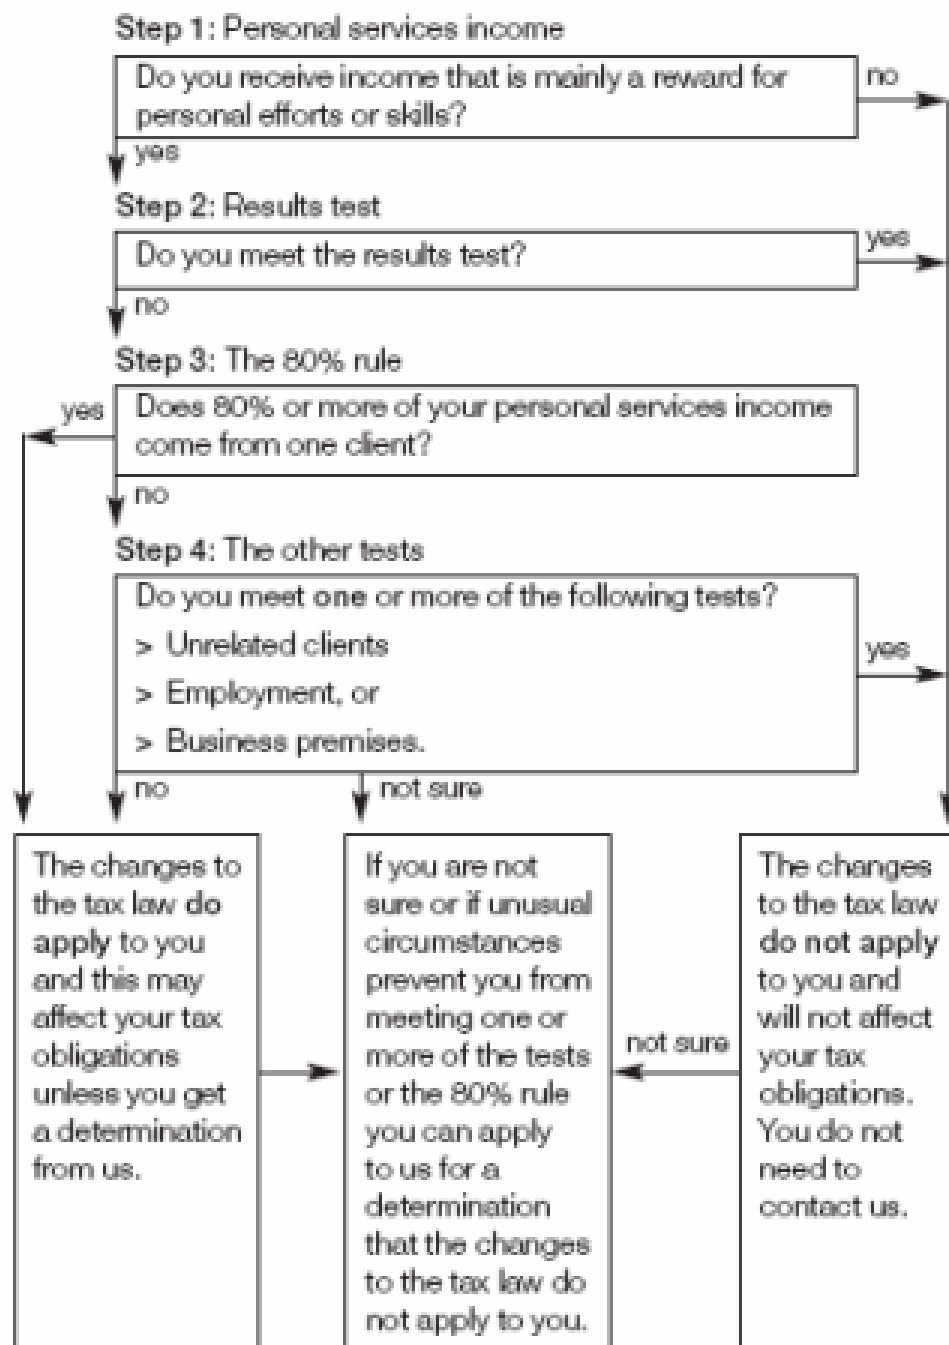 Step 1: Personal services income
Do you receive income that is mainly a reward for
personal efforts or skills?
no
yes
Step 2: Results test
Do you meet the results test?
yes
no
Step 3: The 80% rule
yes
Does 80% or more of your personal services income
come from one client?
no
Step 4: The other tests
Do you meet one or more of the following tests?
> Unrelated clients
> Employment, or
> Business premises.
yes
no
not sure
The changes to
the tax law do
apply to you
and this may
affect your tax
obligations
unless you get
a determination
from us.
If you are not
sure or if unusual
circumstances
prevent you from
meeting one or
more of the tests
or the 80% rule
you can apply
to us for a
determination
that the changes
to the tax law do
not apply to you.
not sure
The changes
to the tax law
do not apply
to you and
will not affect
your tax
obligations.
You do not
need to
contact us.